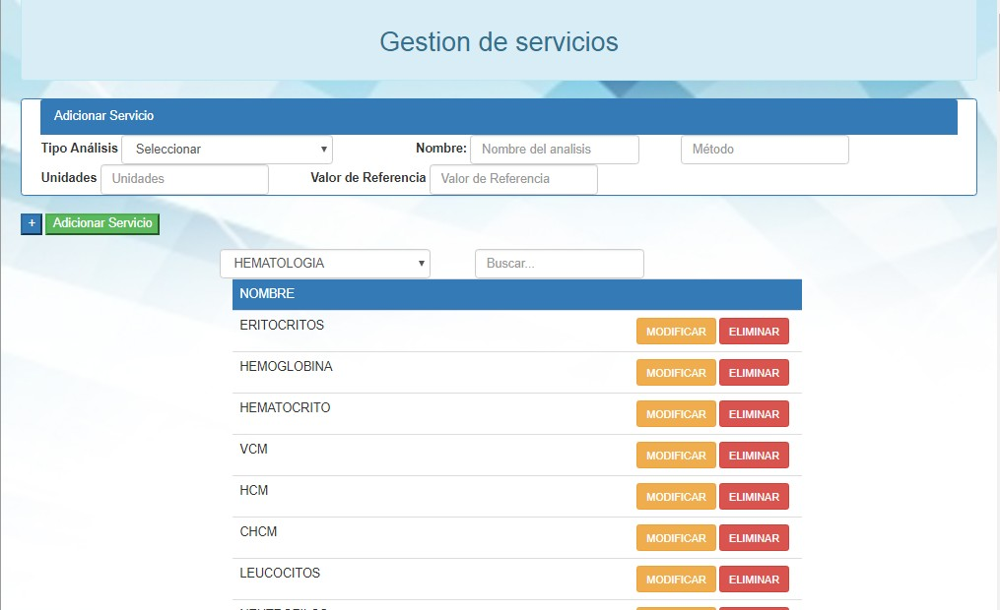 Gestion de servicios
Adicionar Servicio
Tipo Análisis Seleccionar Nombre: Nombre del analisis Método
Unidades Unidades Valor de Referencia Valor de Referencia
+ Adicionar Servicio
HEMATOLOGIA Buscar...
NOMBRE
ERITOCRITOS MODIFICAR ELIMINAR
HEMOGLOBINA MODIFICAR ELIMINAR
HEMATOCRITO MODIFICAR ELIMINAR
VCM MODIFICAR ELIMINAR
HCM MODIFICAR ELIMINAR
CHCM MODIFICAR ELIMINAR
LEUCOCITOS MODIFICAR ELIMINAR